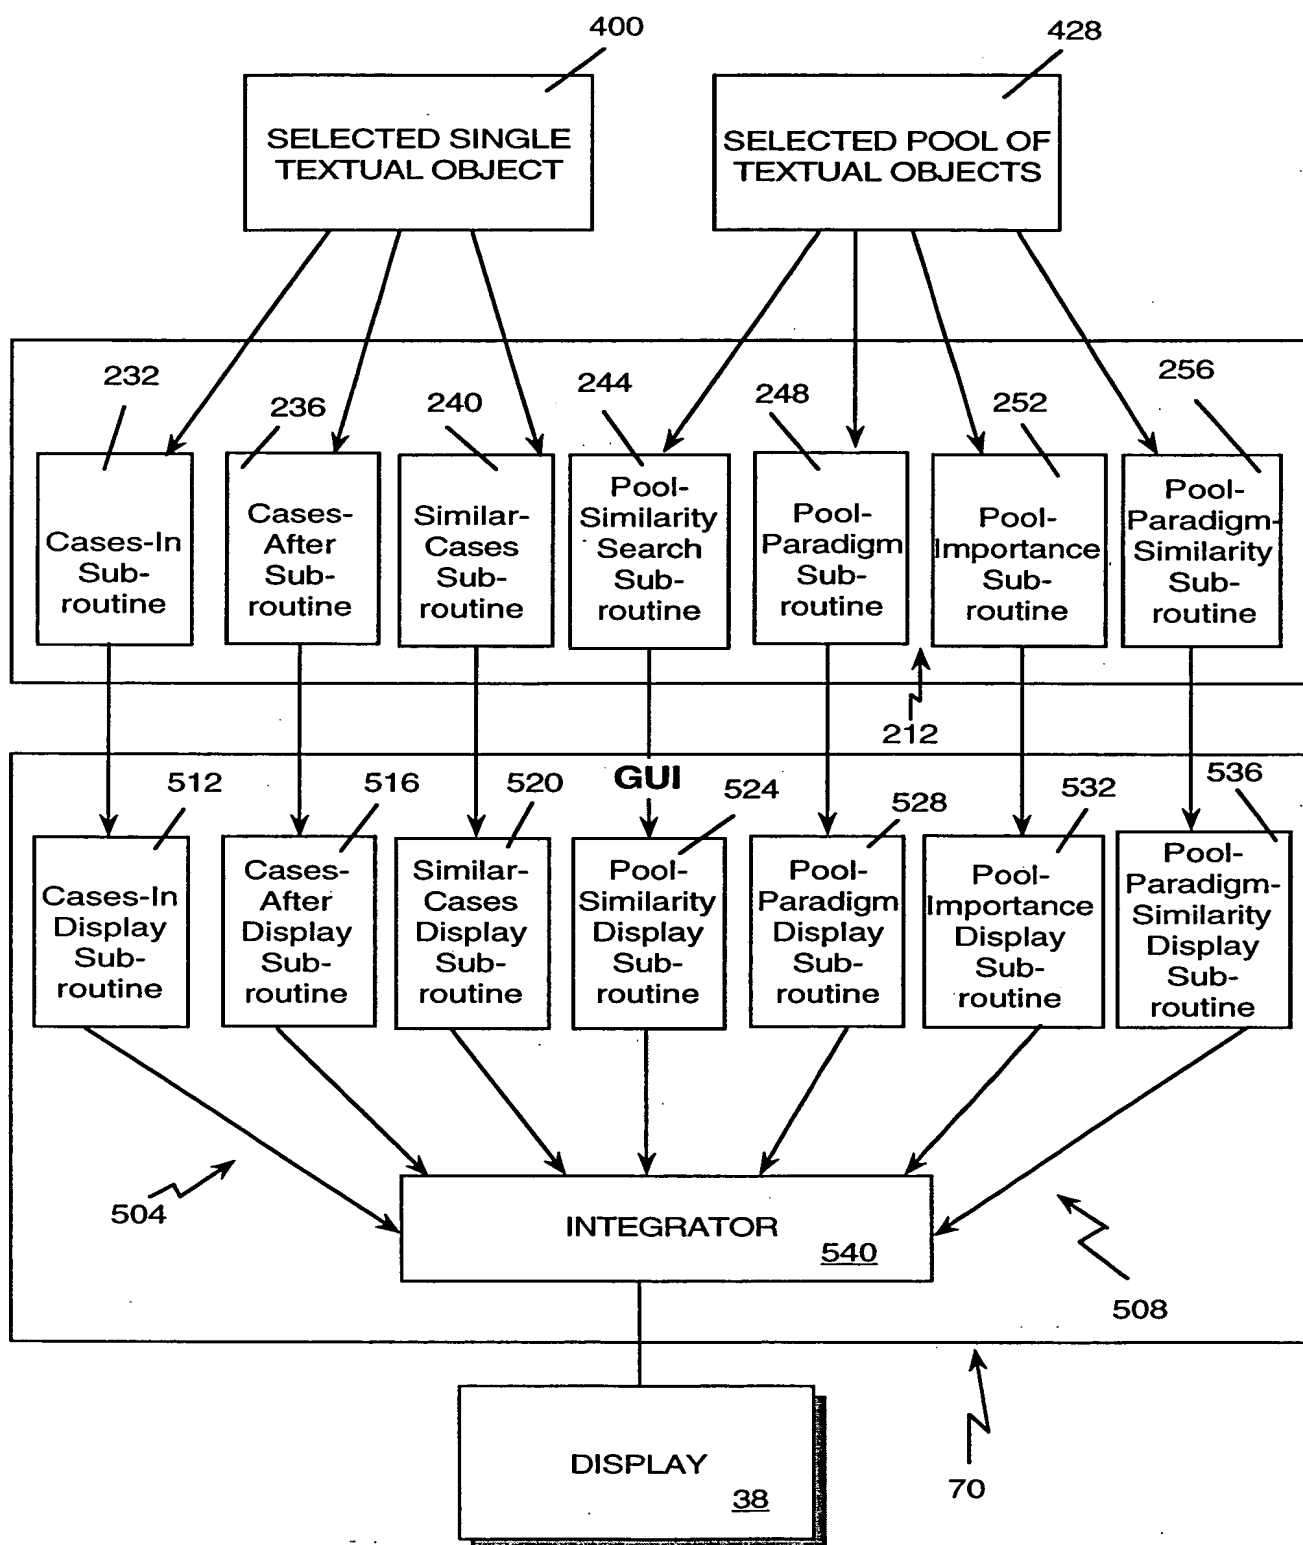 400
428
SELECTED SINGLE
TEXTUAL OBJECT
SELECTED POOL OF
TEXTUAL OBJECTS
232
236
240
244
248
252
256
Cases-In
Sub-
routine
Cases-
After
Sub-
routine
Similar-
Cases
Sub-
routine
Pool-
Similarity
Search
Sub-
routine
Pool-
Paradigm
Sub-
routine
Pool-
Importance
Sub-
routine
Pool-
Paradigm-
Similarity
Sub-
routine
212
GUI
512
516
520
524
528
532
536
Cases-In
Display
Sub-
routine
Cases-
After
Display
Sub-
routine
Similar-
Cases
Display
Sub-
routine
Pool-
Similarity
Display
Sub-
routine
Pool-
Paradigm
Display
Sub-
routine
Pool-
Importance
Display
Sub-
routine
Pool-
Paradigm-
Similarity
Display
Sub-
routine
504
INTEGRATOR
540
508
DISPLAY
38
70